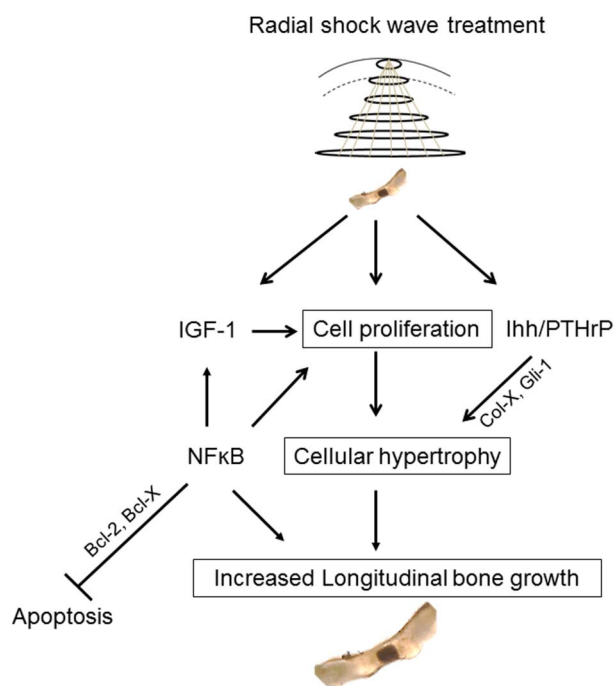 Radial shock wave treatment
IGF-1
Cell proliferation
Ihh/PTHrP
Col-X, Gli-1
NFκB
Cellular hypertrophy
Bcl-2, Bcl-X
Increased Longitudinal bone growth
Apoptosis